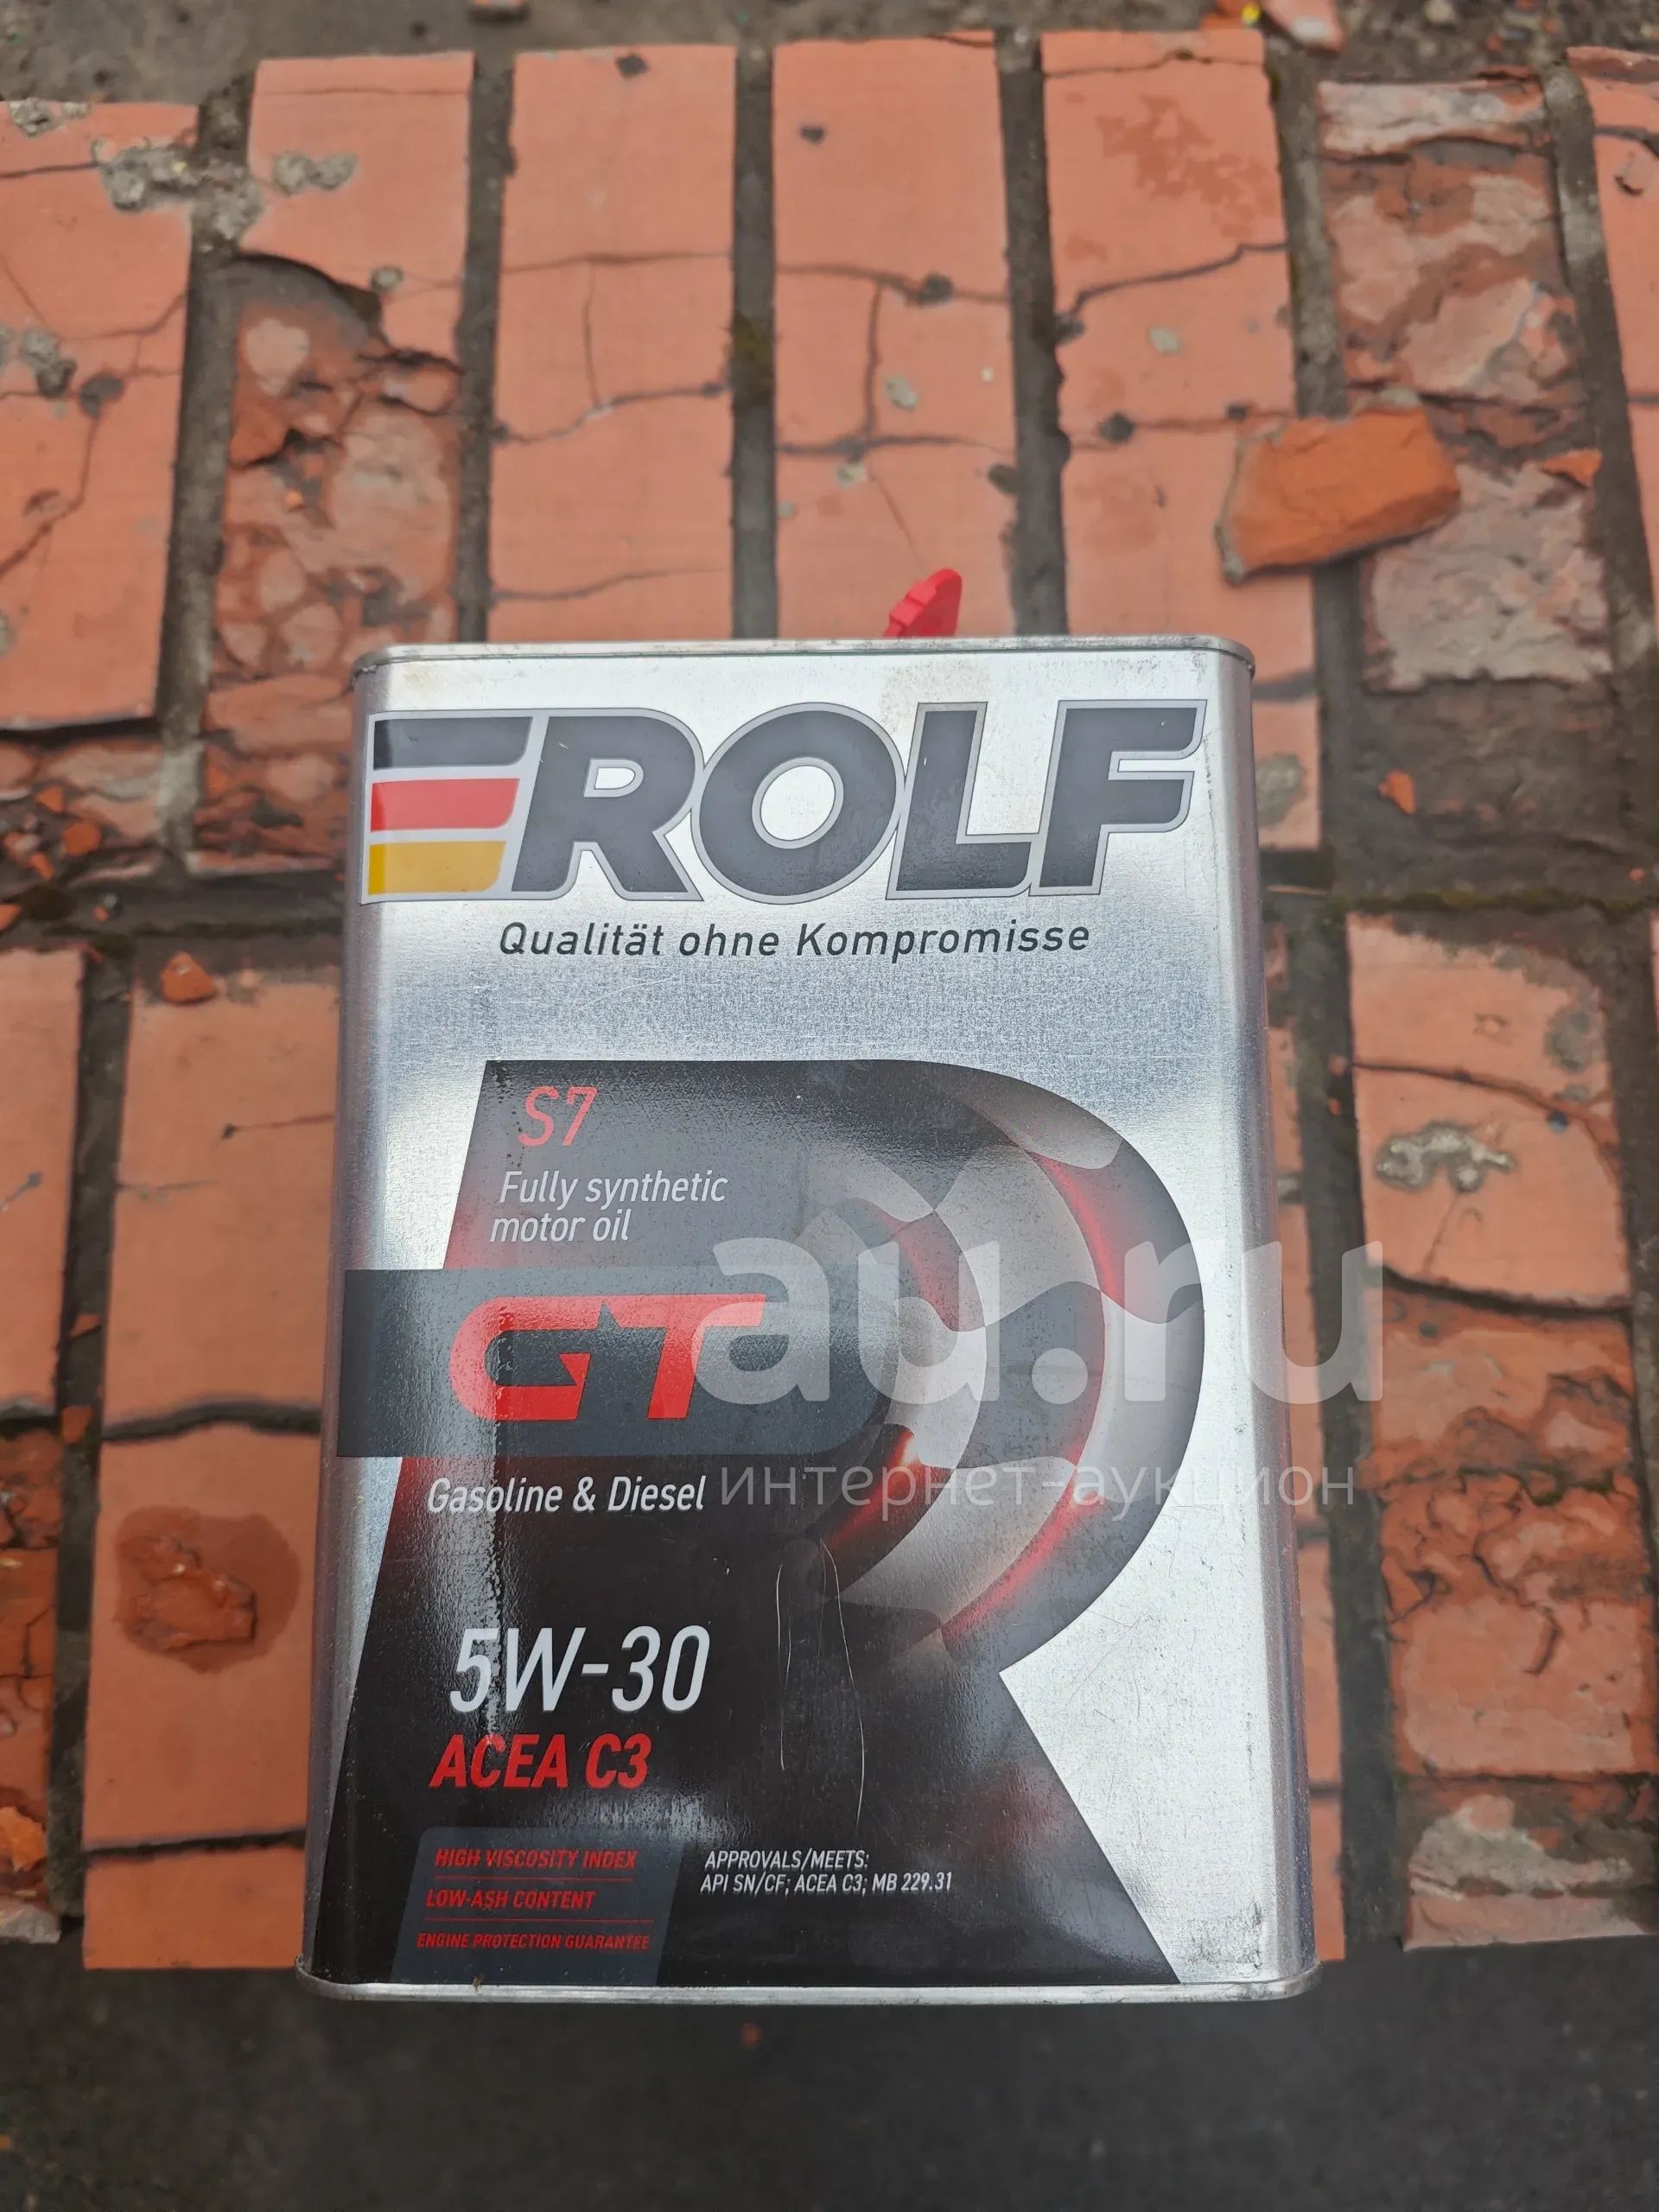 ROLF
Qualität ohne Kompromisse
S7
Fully synthetic
motor oil
GT
au.ru
Gasoline & Diesel
интернет-аукцион
5W-30
ACEA C3
HIGH VISCOSITY INDEX
LOW-ASH CONTENT
ENGINE PROTECTION GUARANTEE
APPROVALS/MEETS:
API SN/CF; ACEA C3; MB 229.31